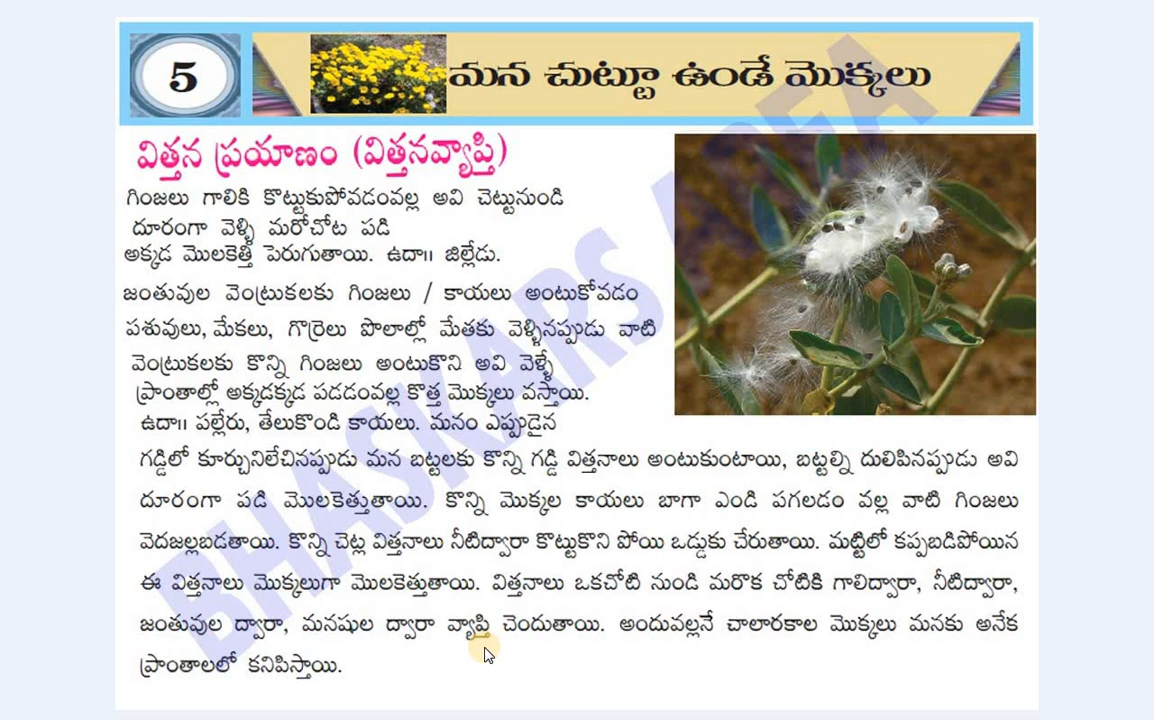 5
మన చుట్టూ ఉండే మొక్కలు
విత్తన ప్రయాణం (విత్తనవ్యాప్తి)
గింజలు గాలికి కొట్టుకుపోవడంవల్ల అవి చెట్టునుండి
దూరంగా వెళ్ళి మరోచోట పడి
అక్కడ మొలకెత్తి పెరుగుతాయి. ఉదా॥ జిల్లేడు.
జంతువుల వెంట్రుకలకు గింజలు / కాయలు అంటుకోవడం
పశువులు, మేకలు, గొర్రెలు పొలాల్లో మేతకు వెళ్ళినప్పుడు వాటి
వెంట్రుకలకు కొన్ని గింజలు అంటుకొని అవి వెళ్ళే
ప్రాంతాల్లో అక్కడక్కడ పడడంవల్ల కొత్త మొక్కలు వస్తాయి.
ఉదా॥ పల్లేరు, తేలుకొండి కాయలు. మనం ఎప్పుడైన
గడ్డిలో కూర్చునిలేచినప్పుడు మన బట్టలకు కొన్ని గడ్డి విత్తనాలు అంటుకుంటాయి, బట్టల్ని దులిపినప్పుడు అవి
దూరంగా పడి మొలకెత్తుతాయి. కొన్ని మొక్కల కాయలు బాగా ఎండి పగలడం వల్ల వాటి గింజలు
వెదజల్లబడతాయి. కొన్ని చెట్ల విత్తనాలు నీటిద్వారా కొట్టుకొని పోయి ఒడ్డుకు చేరుతాయి. మట్టిలో కప్పబడిపోయిన
ఈ విత్తనాలు మొక్కలుగా మొలకెత్తుతాయి. విత్తనాలు ఒకచోటి నుండి మరొక చోటికి గాలిద్వారా, నీటిద్వారా,
జంతువుల ద్వారా, మనషుల ద్వారా వ్యాప్తి చెందుతాయి. అందువల్లనే చాలారకాల మొక్కలు మనకు అనేక
ప్రాంతాలలో కనిపిస్తాయి.
BHASKARS AREA